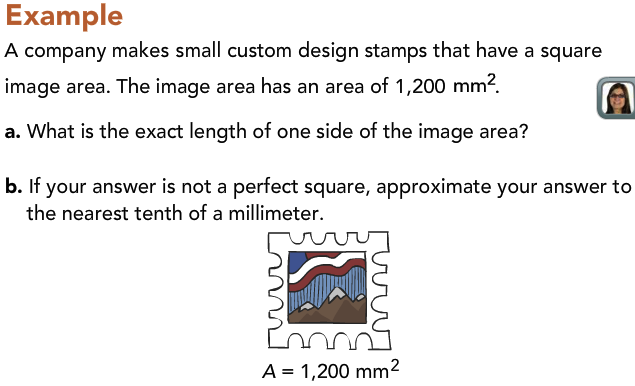 Example
A company makes small custom design stamps that have a square
image area. The image area has an area of 1,200 mm².
a. What is the exact length of one side of the image area?
b. If your answer is not a perfect square, approximate your answer to
the nearest tenth of a millimeter.
A = 1,200 mm²